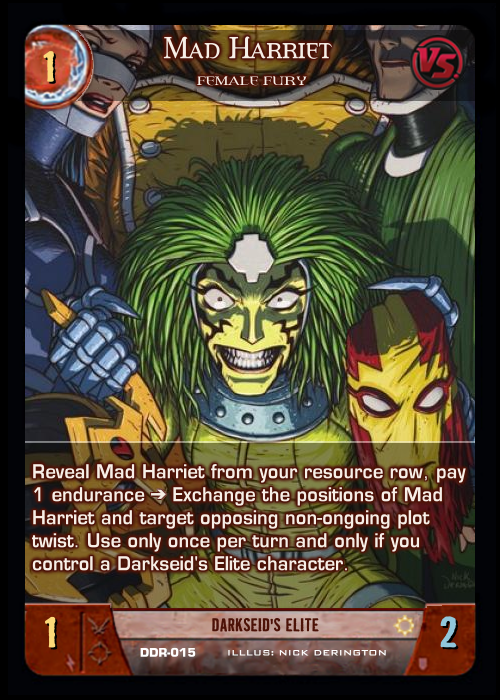 1
Mad Harriet
VS
FEMALE FURY
Reveal Mad Harriet from your resource row, pay
1 endurance ➔ Exchange the positions of Mad
Harriet and target opposing non-ongoing plot
twist. Use only once per turn and only if you
control a Darkseid's Elite character.
1
DARKSEID'S ELITE
2
DDR-015 ILLLUS: NICK DERINGTON